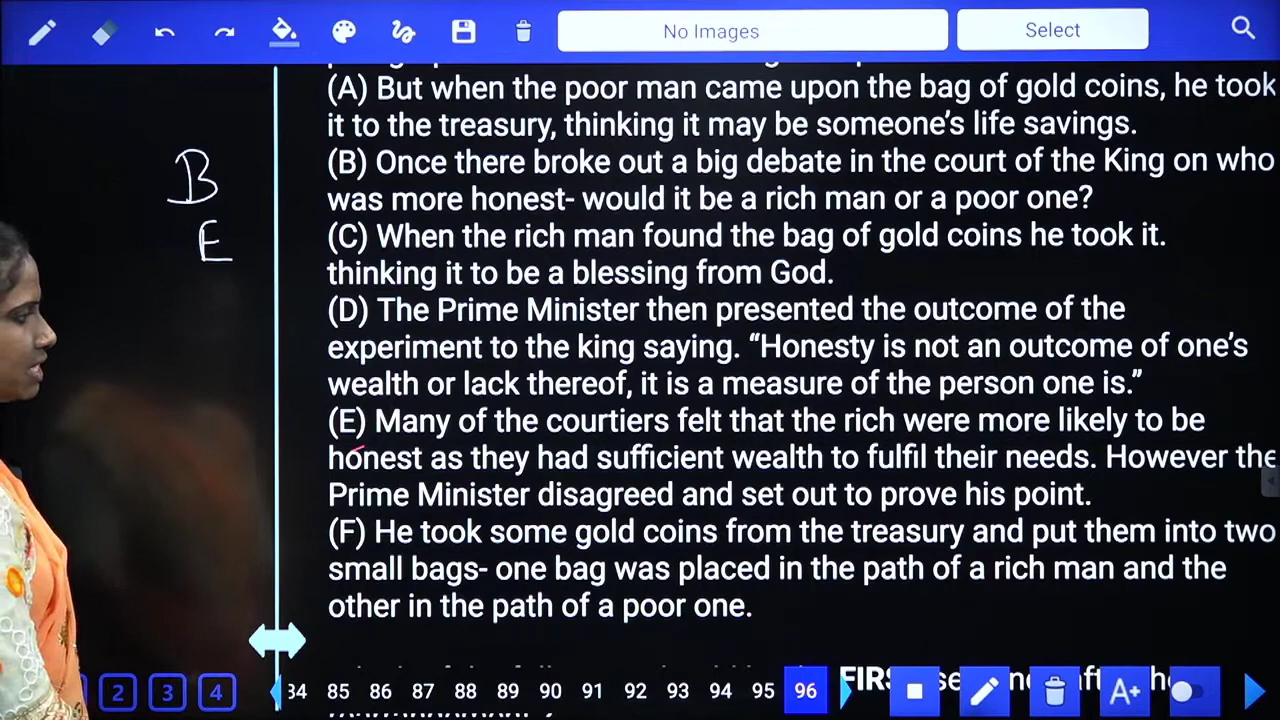 No Images
Select
(A) But when the poor man came upon the bag of gold coins, he took
it to the treasury, thinking it may be someone’s life savings.
(B) Once there broke out a big debate in the court of the King on who
was more honest- would it be a rich man or a poor one?
(C) When the rich man found the bag of gold coins he took it.
thinking it to be a blessing from God.
(D) The Prime Minister then presented the outcome of the
experiment to the king saying. “Honesty is not an outcome of one’s
wealth or lack thereof, it is a measure of the person one is.”
(E) Many of the courtiers felt that the rich were more likely to be
honest as they had sufficient wealth to fulfil their needs. However the
Prime Minister disagreed and set out to prove his point.
(F) He took some gold coins from the treasury and put them into two
small bags- one bag was placed in the path of a rich man and the
other in the path of a poor one.
B
E
FIRS
2 3 4 84 85 86 87 88 89 90 91 92 93 94 95 96 A+